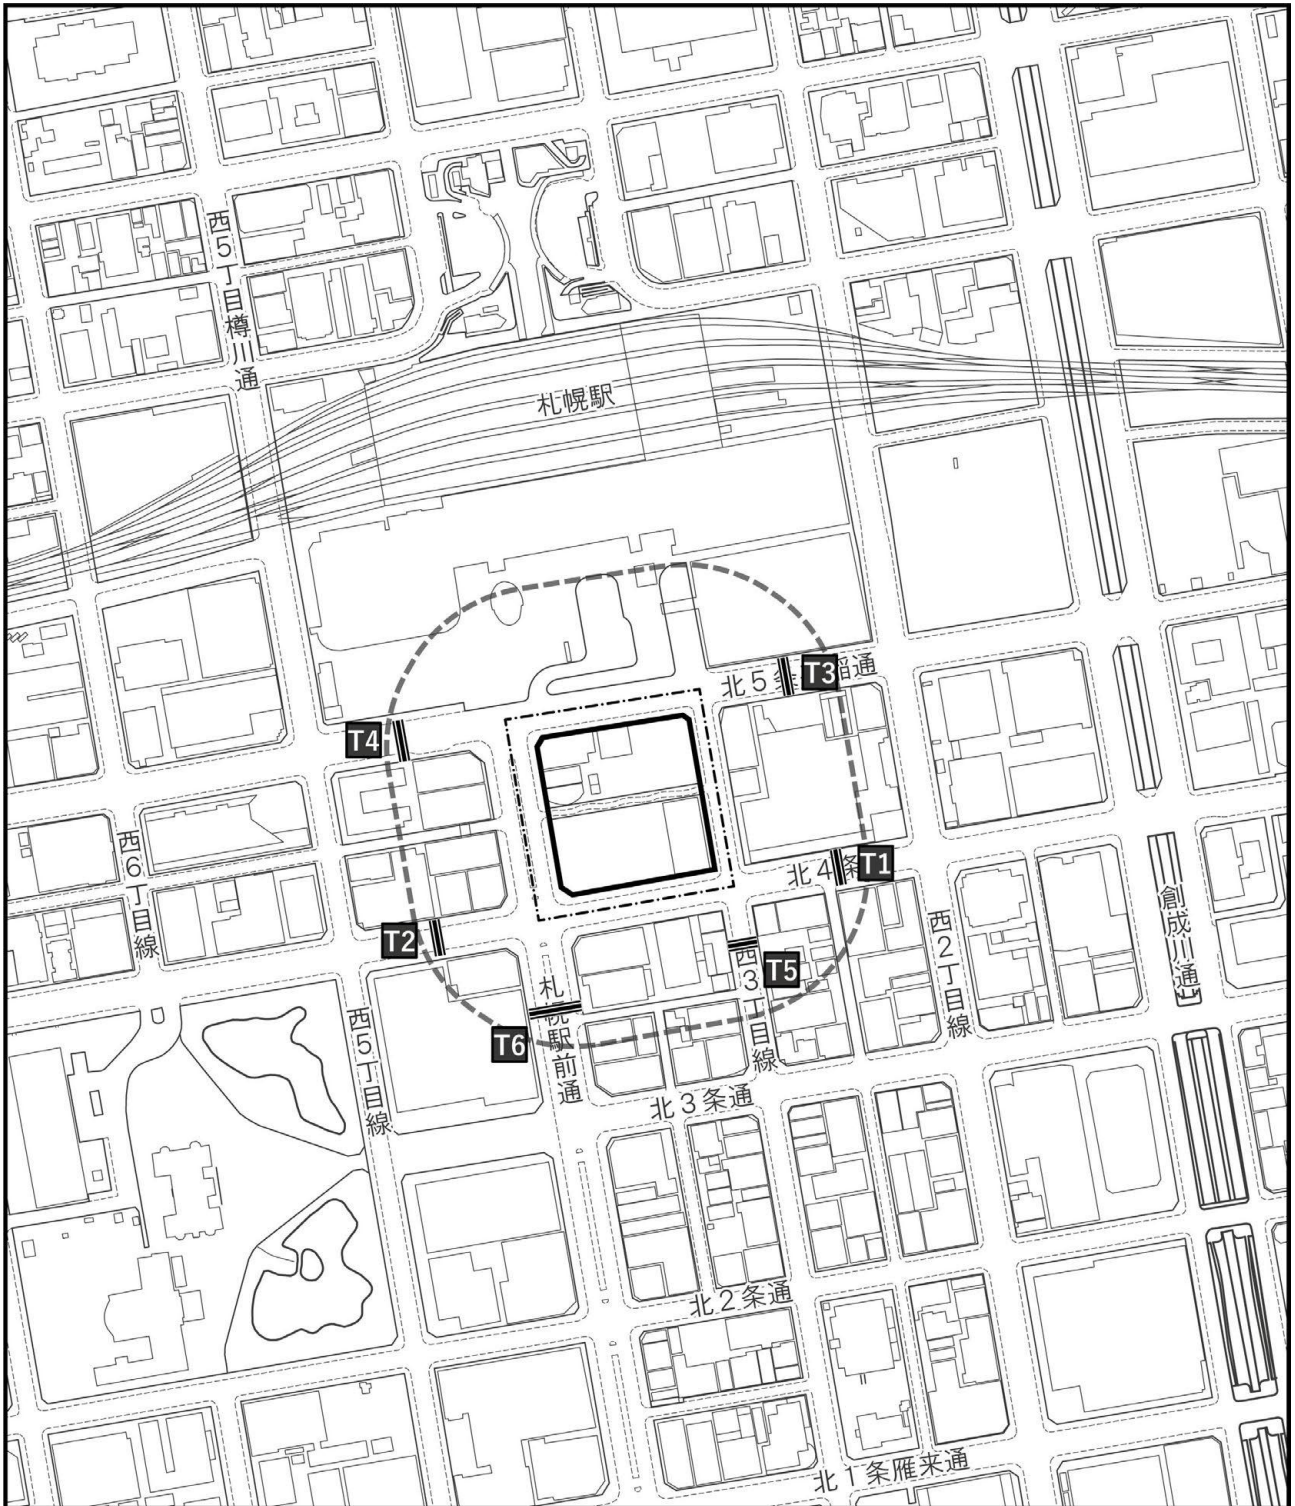 西5丁目樽川通
札幌駅
T3
北5条 稲通
T4
T1
北4条
西6丁目線
T2
創成川通
西2丁目線
T5
西3丁目線
札幌駅前通
T6
西5丁目線
北3条通
北2条通
北1条雁来通